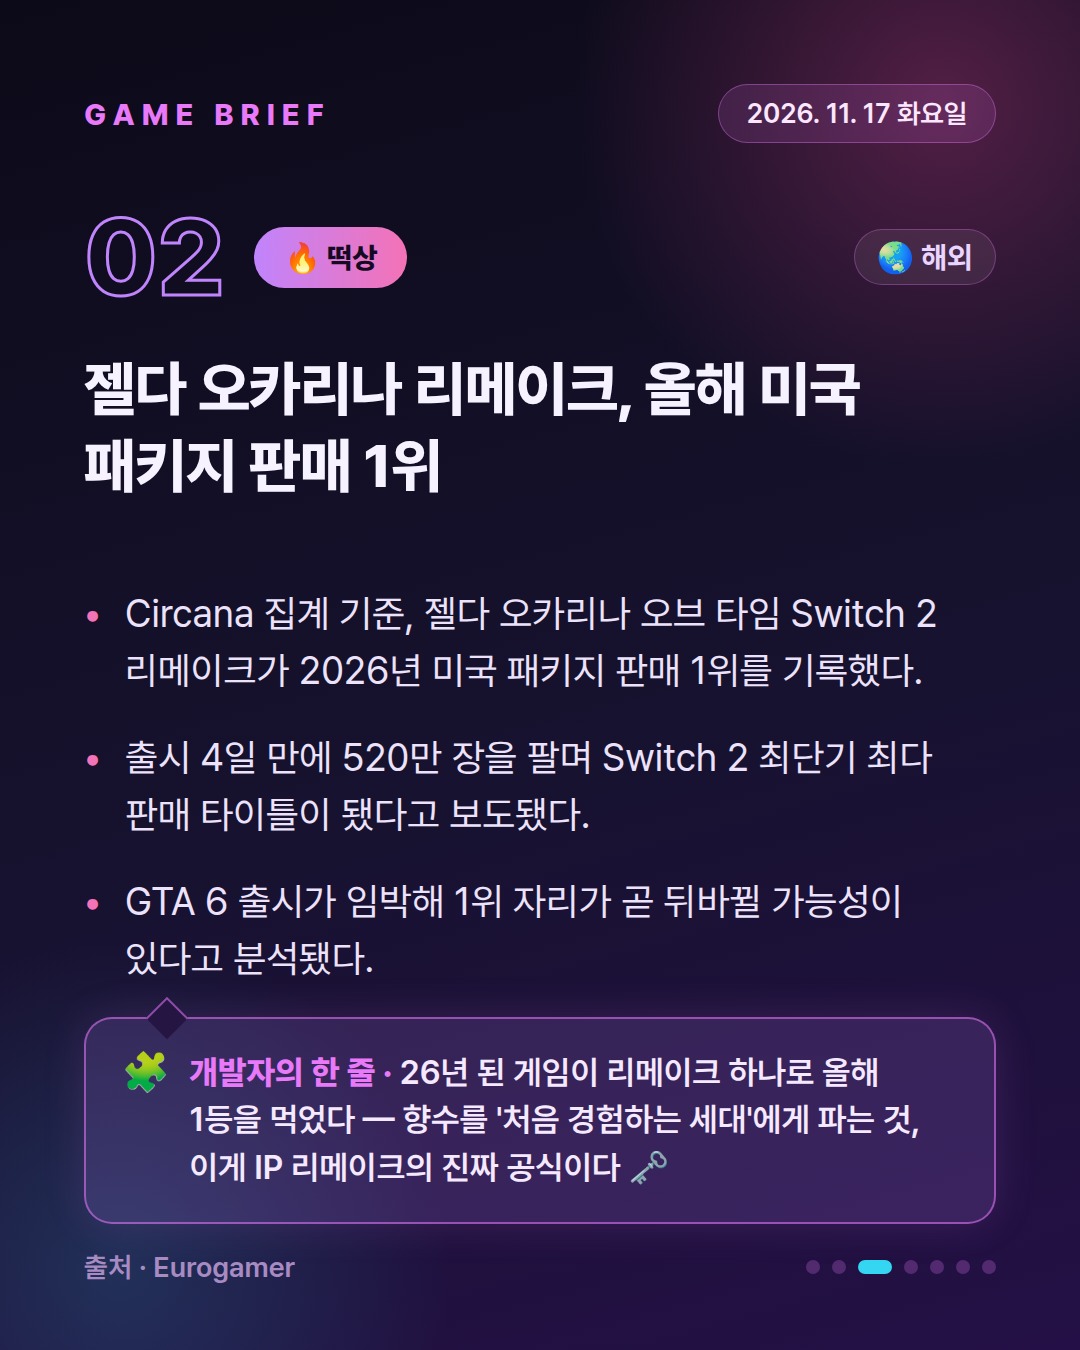 GAME BRIEF
2026. 11. 17 화요일
02
🔥 떡상
🌏 해외
젤다 오카리나 리메이크, 올해 미국
패키지 판매 1위
• Circana 집계 기준, 젤다 오카리나 오브 타임 Switch 2
리메이크가 2026년 미국 패키지 판매 1위를 기록했다.
• 출시 4일 만에 520만 장을 팔며 Switch 2 최단기 최다
판매 타이틀이 됐다고 보도됐다.
• GTA 6 출시가 임박해 1위 자리가 곧 뒤바뀔 가능성이
있다고 분석됐다.
🧩 개발자의 한 줄 · 26년 된 게임이 리메이크 하나로 올해
1등을 먹었다 — 향수를 '처음 경험하는 세대'에게 파는 것,
이게 IP 리메이크의 진짜 공식이다 🗝️
출처 · Eurogamer